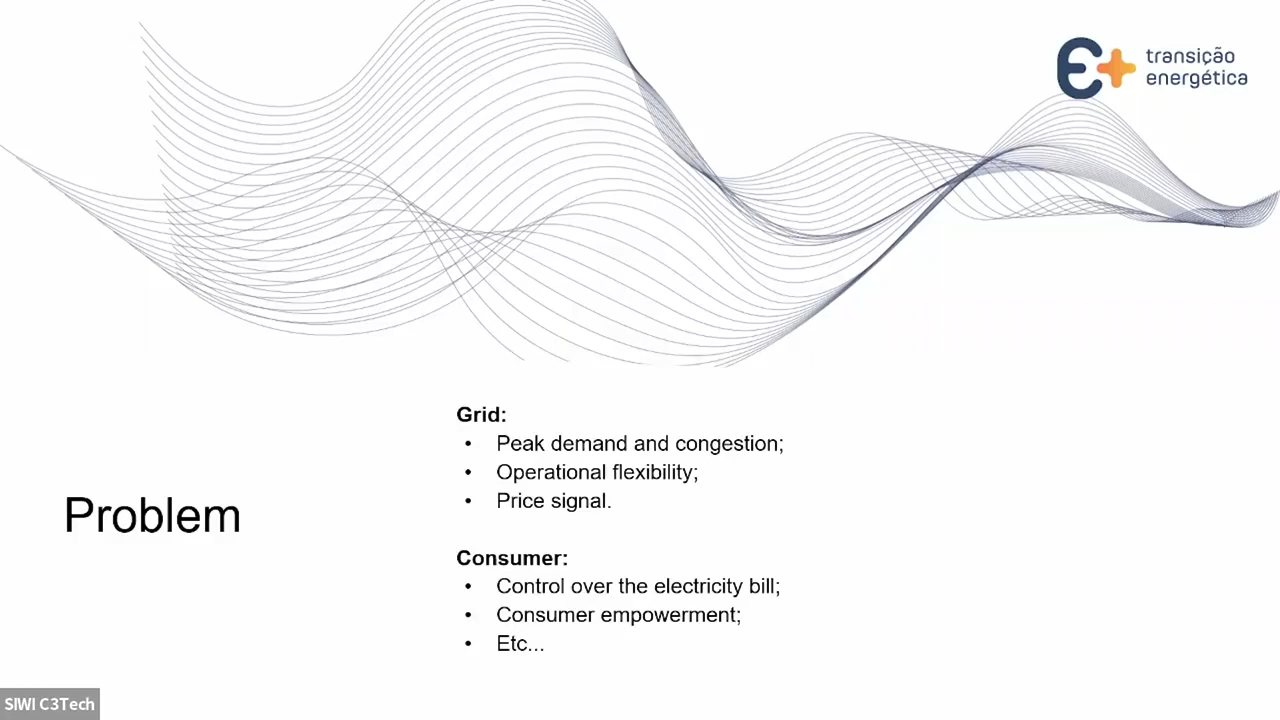 E+ transição
energética
Problem
Grid:
• Peak demand and congestion;
• Operational flexibility;
• Price signal.
Consumer:
• Control over the electricity bill;
• Consumer empowerment;
• Etc...
SIWI C3Tech